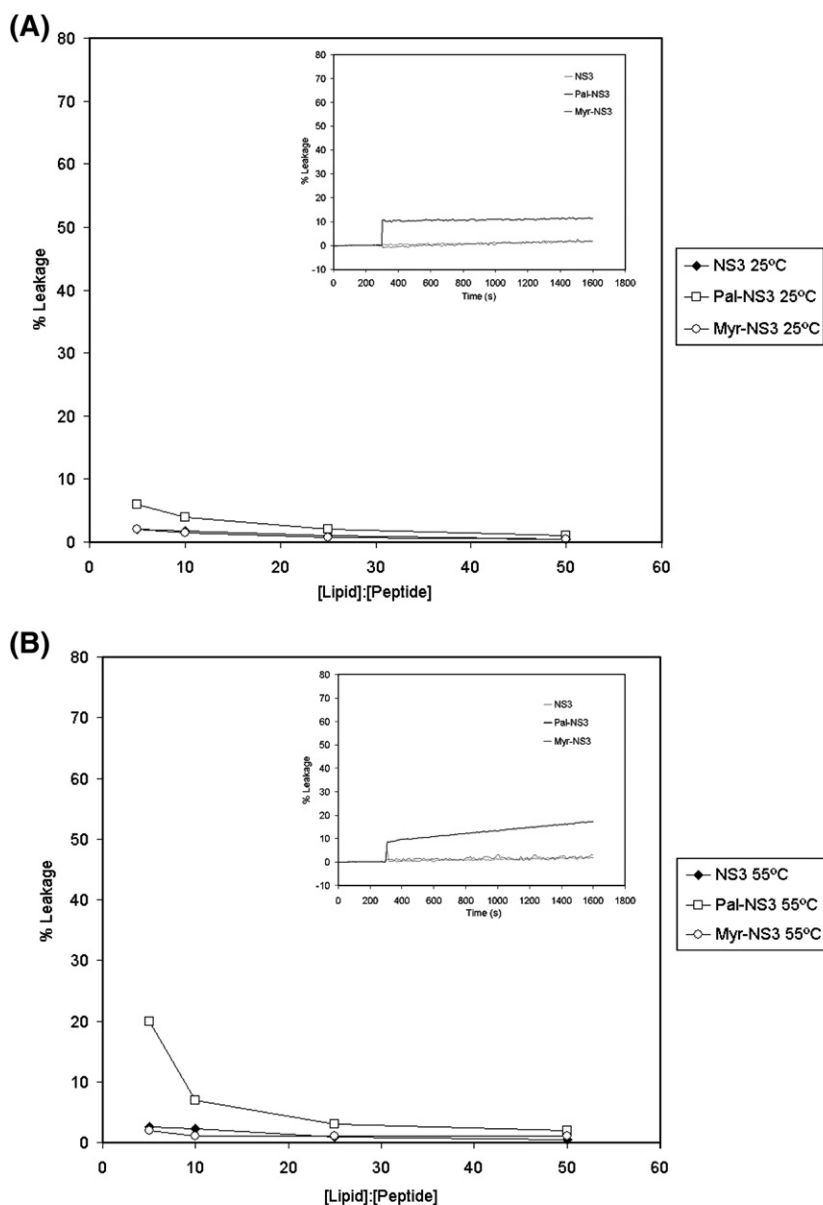 (A)
80
70
60
50
40
30
20
10
0
% Leakage
0 10 20 30 40 50 60
[Lipid]:[Peptide]
80
70
60
50
40
30
20
10
0
-10
% Leakage
0 200 400 600 800 1000 1200 1400 1600 1800
Time (s)
NS3
Pal-NS3
Myr-NS3
NS3 25ºC
Pal-NS3 25ºC
Myr-NS3 25ºC
(B)
80
70
60
50
40
30
20
10
0
% Leakage
0 10 20 30 40 50 60
[Lipid]:[Peptide]
80
70
60
50
40
30
20
10
0
-10
% Leakage
0 200 400 600 800 1000 1200 1400 1600 1800
Time (s)
NS3
Pal-NS3
Myr-NS3
NS3 55ºC
Pal-NS3 55ºC
Myr-NS3 55ºC